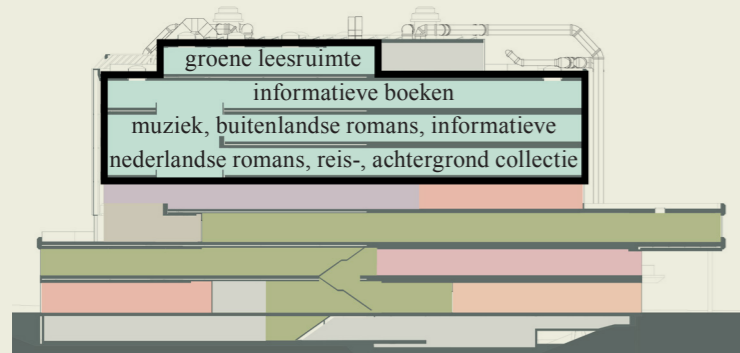 groene leesruimte
informatieve boeken
muziek, buitenlandse romans, informatieve
nederlandse romans, reis-, achtergrond collectie